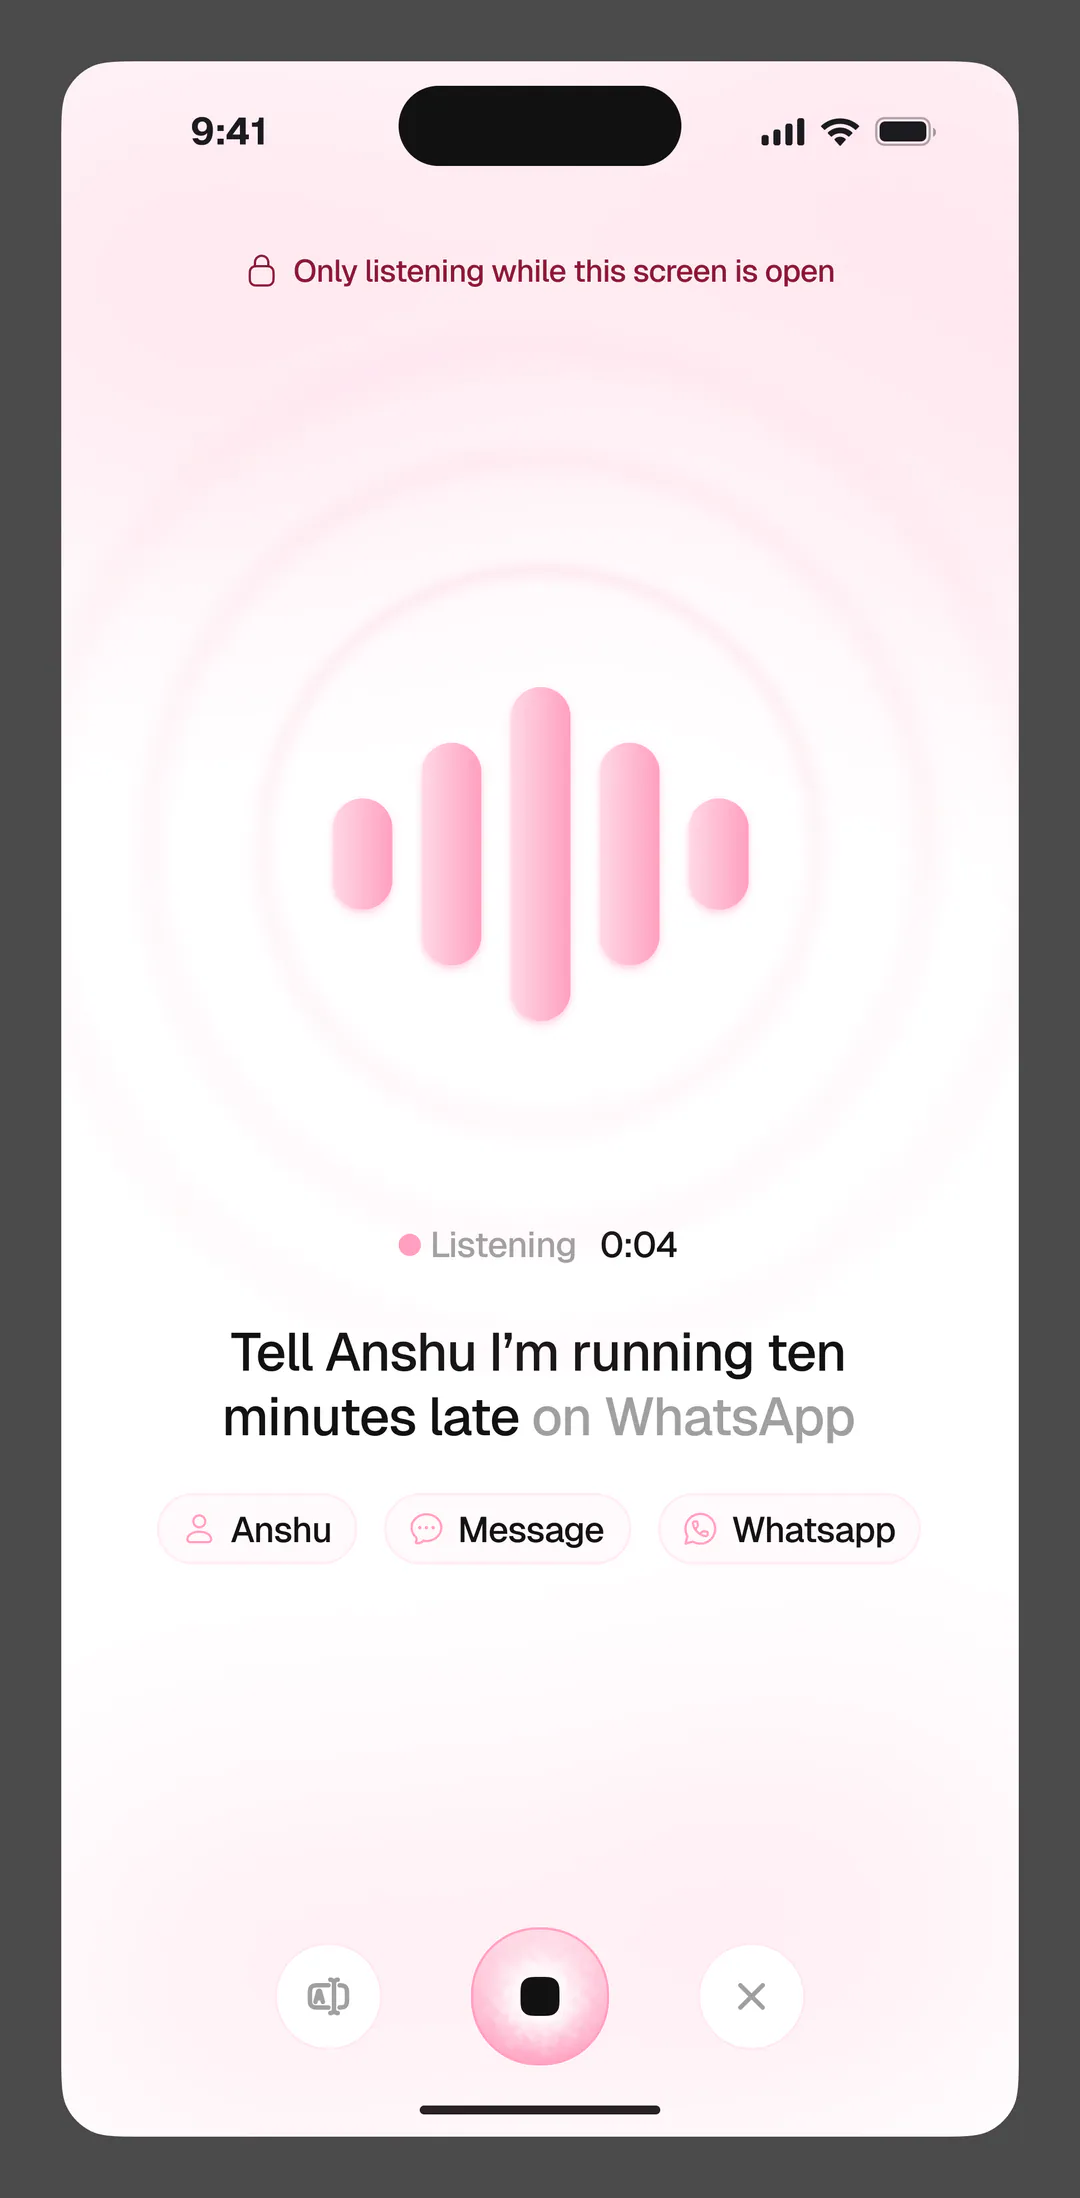 9:41
Only listening while this screen is open
Listening 0:04
Tell Anshu I’m running ten
minutes late on WhatsApp
Anshu Message Whatsapp
A